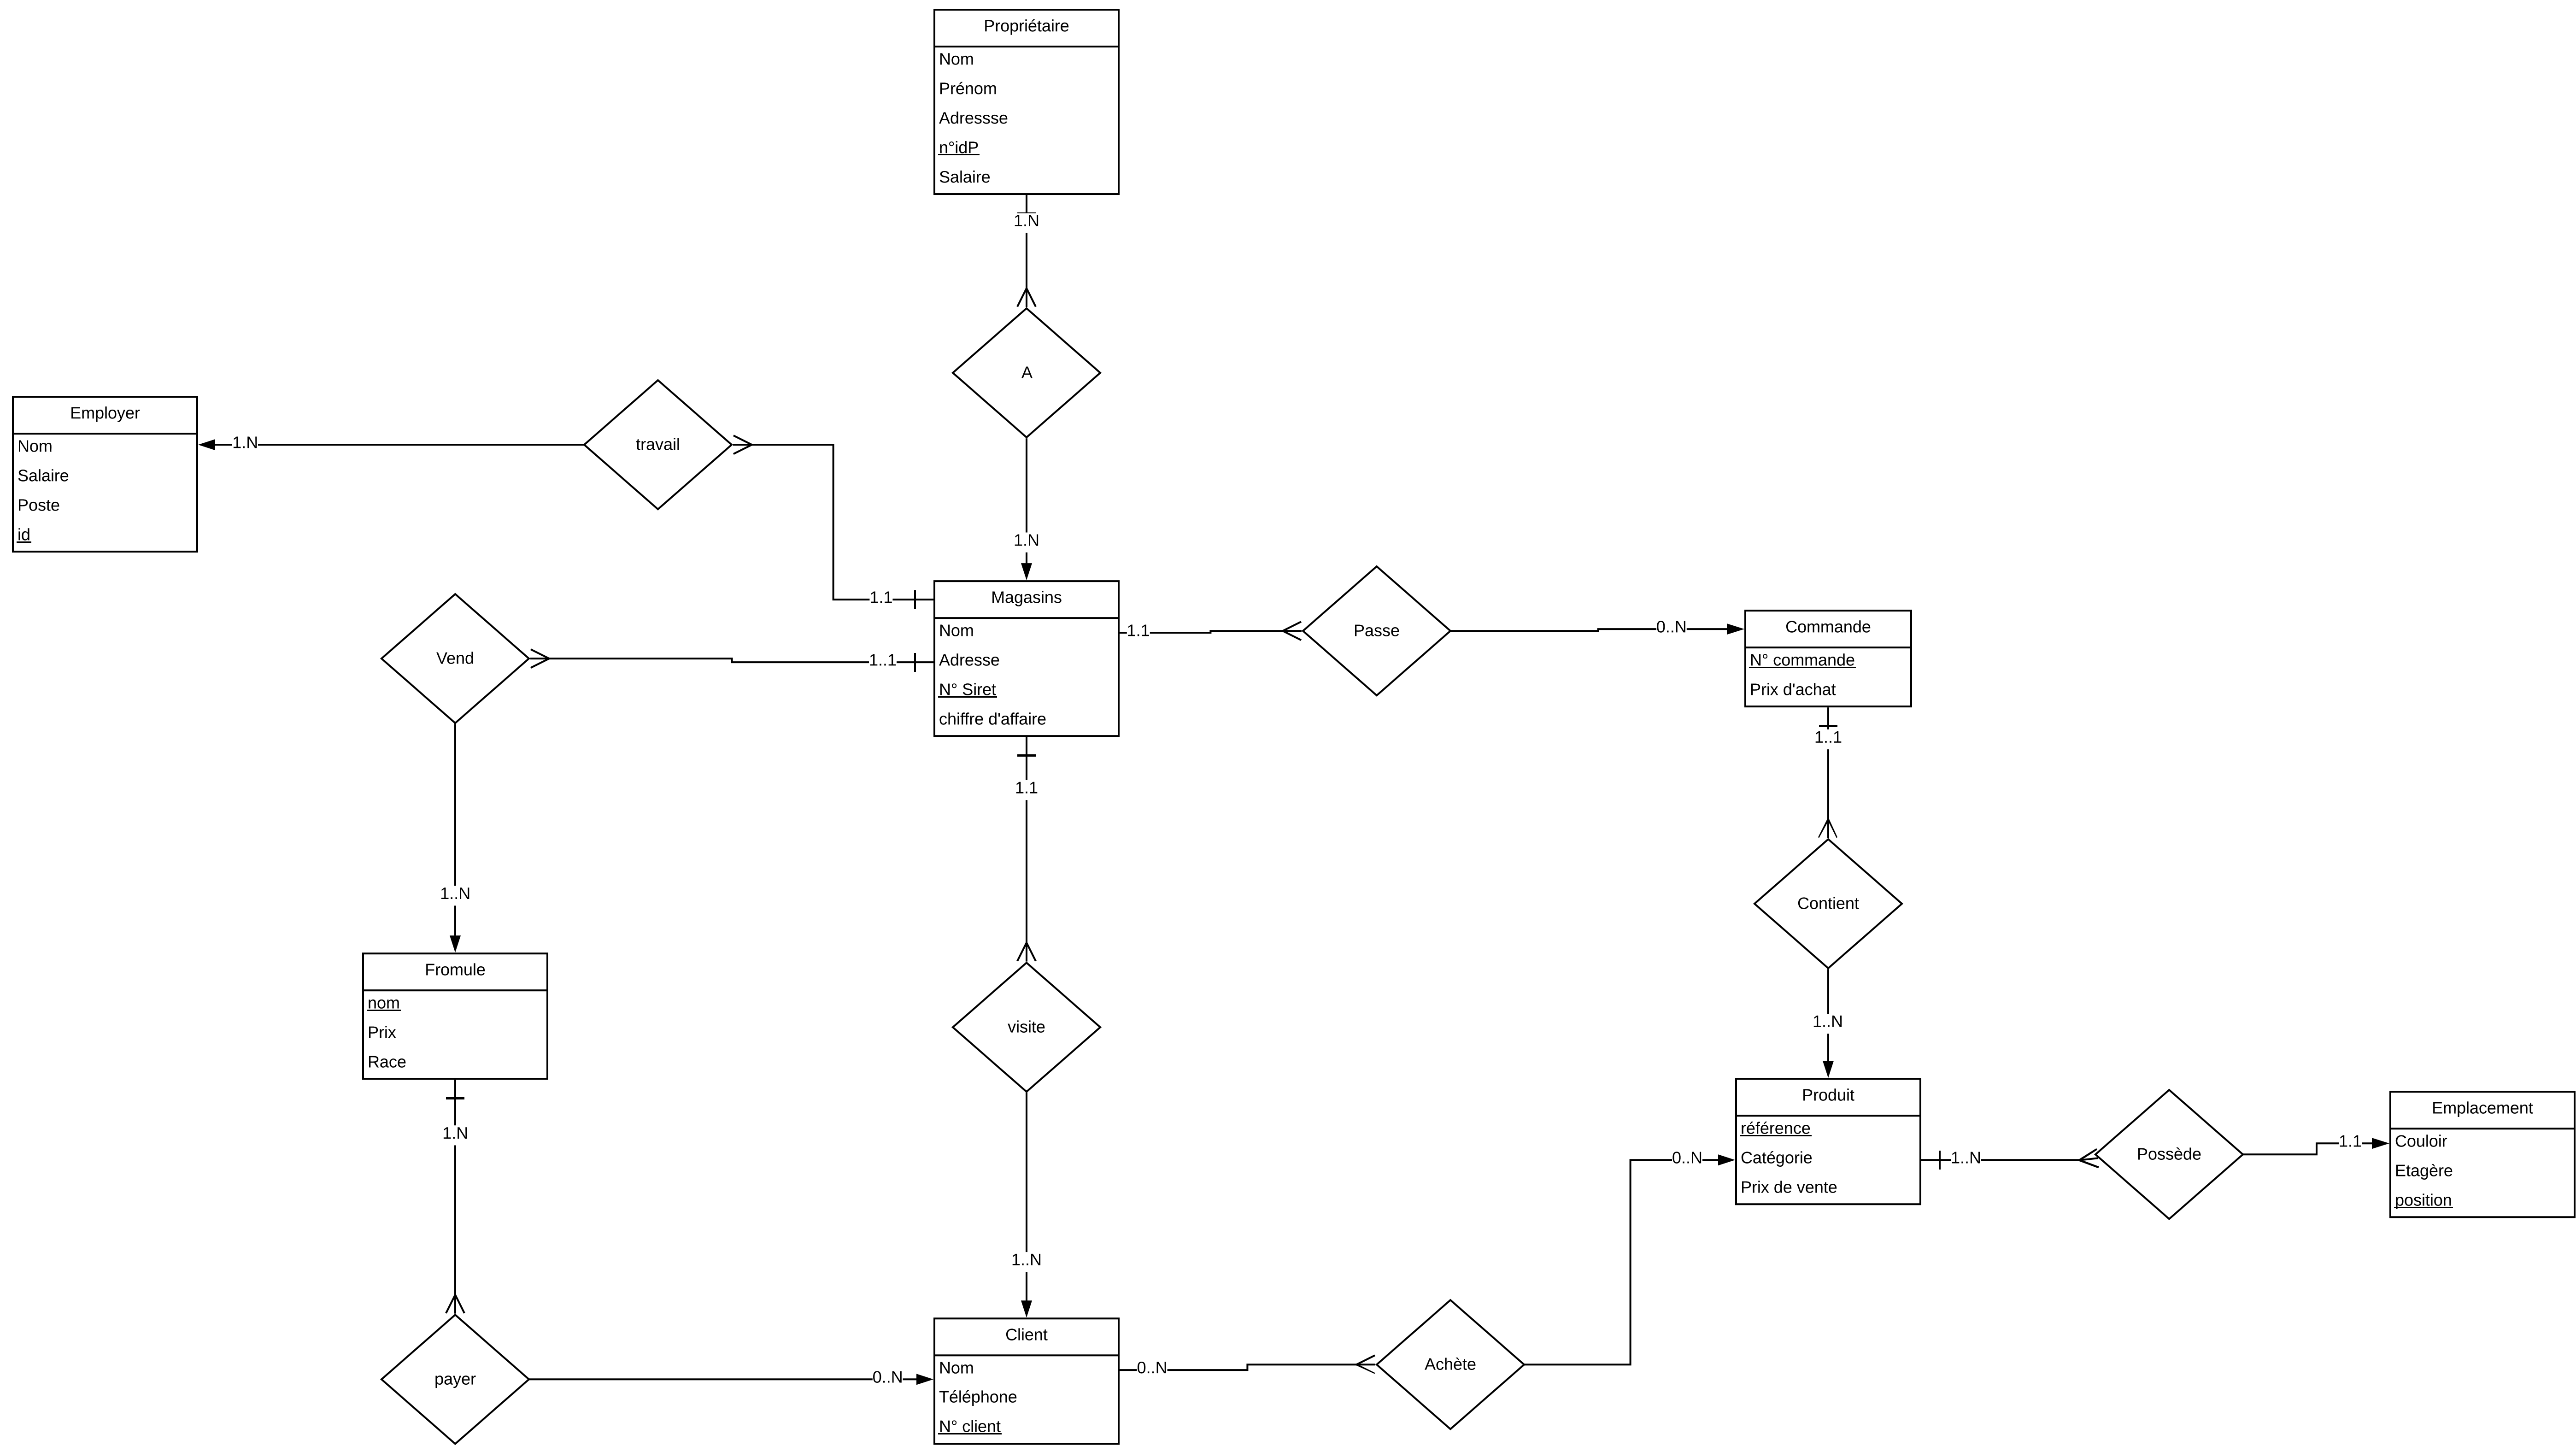 Propriétaire
Nom
Prénom
Adressse
n°idP
Salaire
1.N
A
Employer
Nom
Salaire
Poste
id
1.N
travail
1.N
1.1
Magasins
Nom
Adresse
N° Siret
chiffre d'affaire
Vend
1..1
1.1
Passe
0..N
Commande
N° commande
Prix d'achat
1..1
1.1
Contient
1..N
1..N
Fromule
nom
Prix
Race
1.N
visite
1..N
Produit
référence
Catégorie
Prix de vente
0..N
1..N
Possède
1.1
Emplacement
Couloir
Etagère
position
payer
0..N
Client
Nom
Téléphone
N° client
0..N
Achète